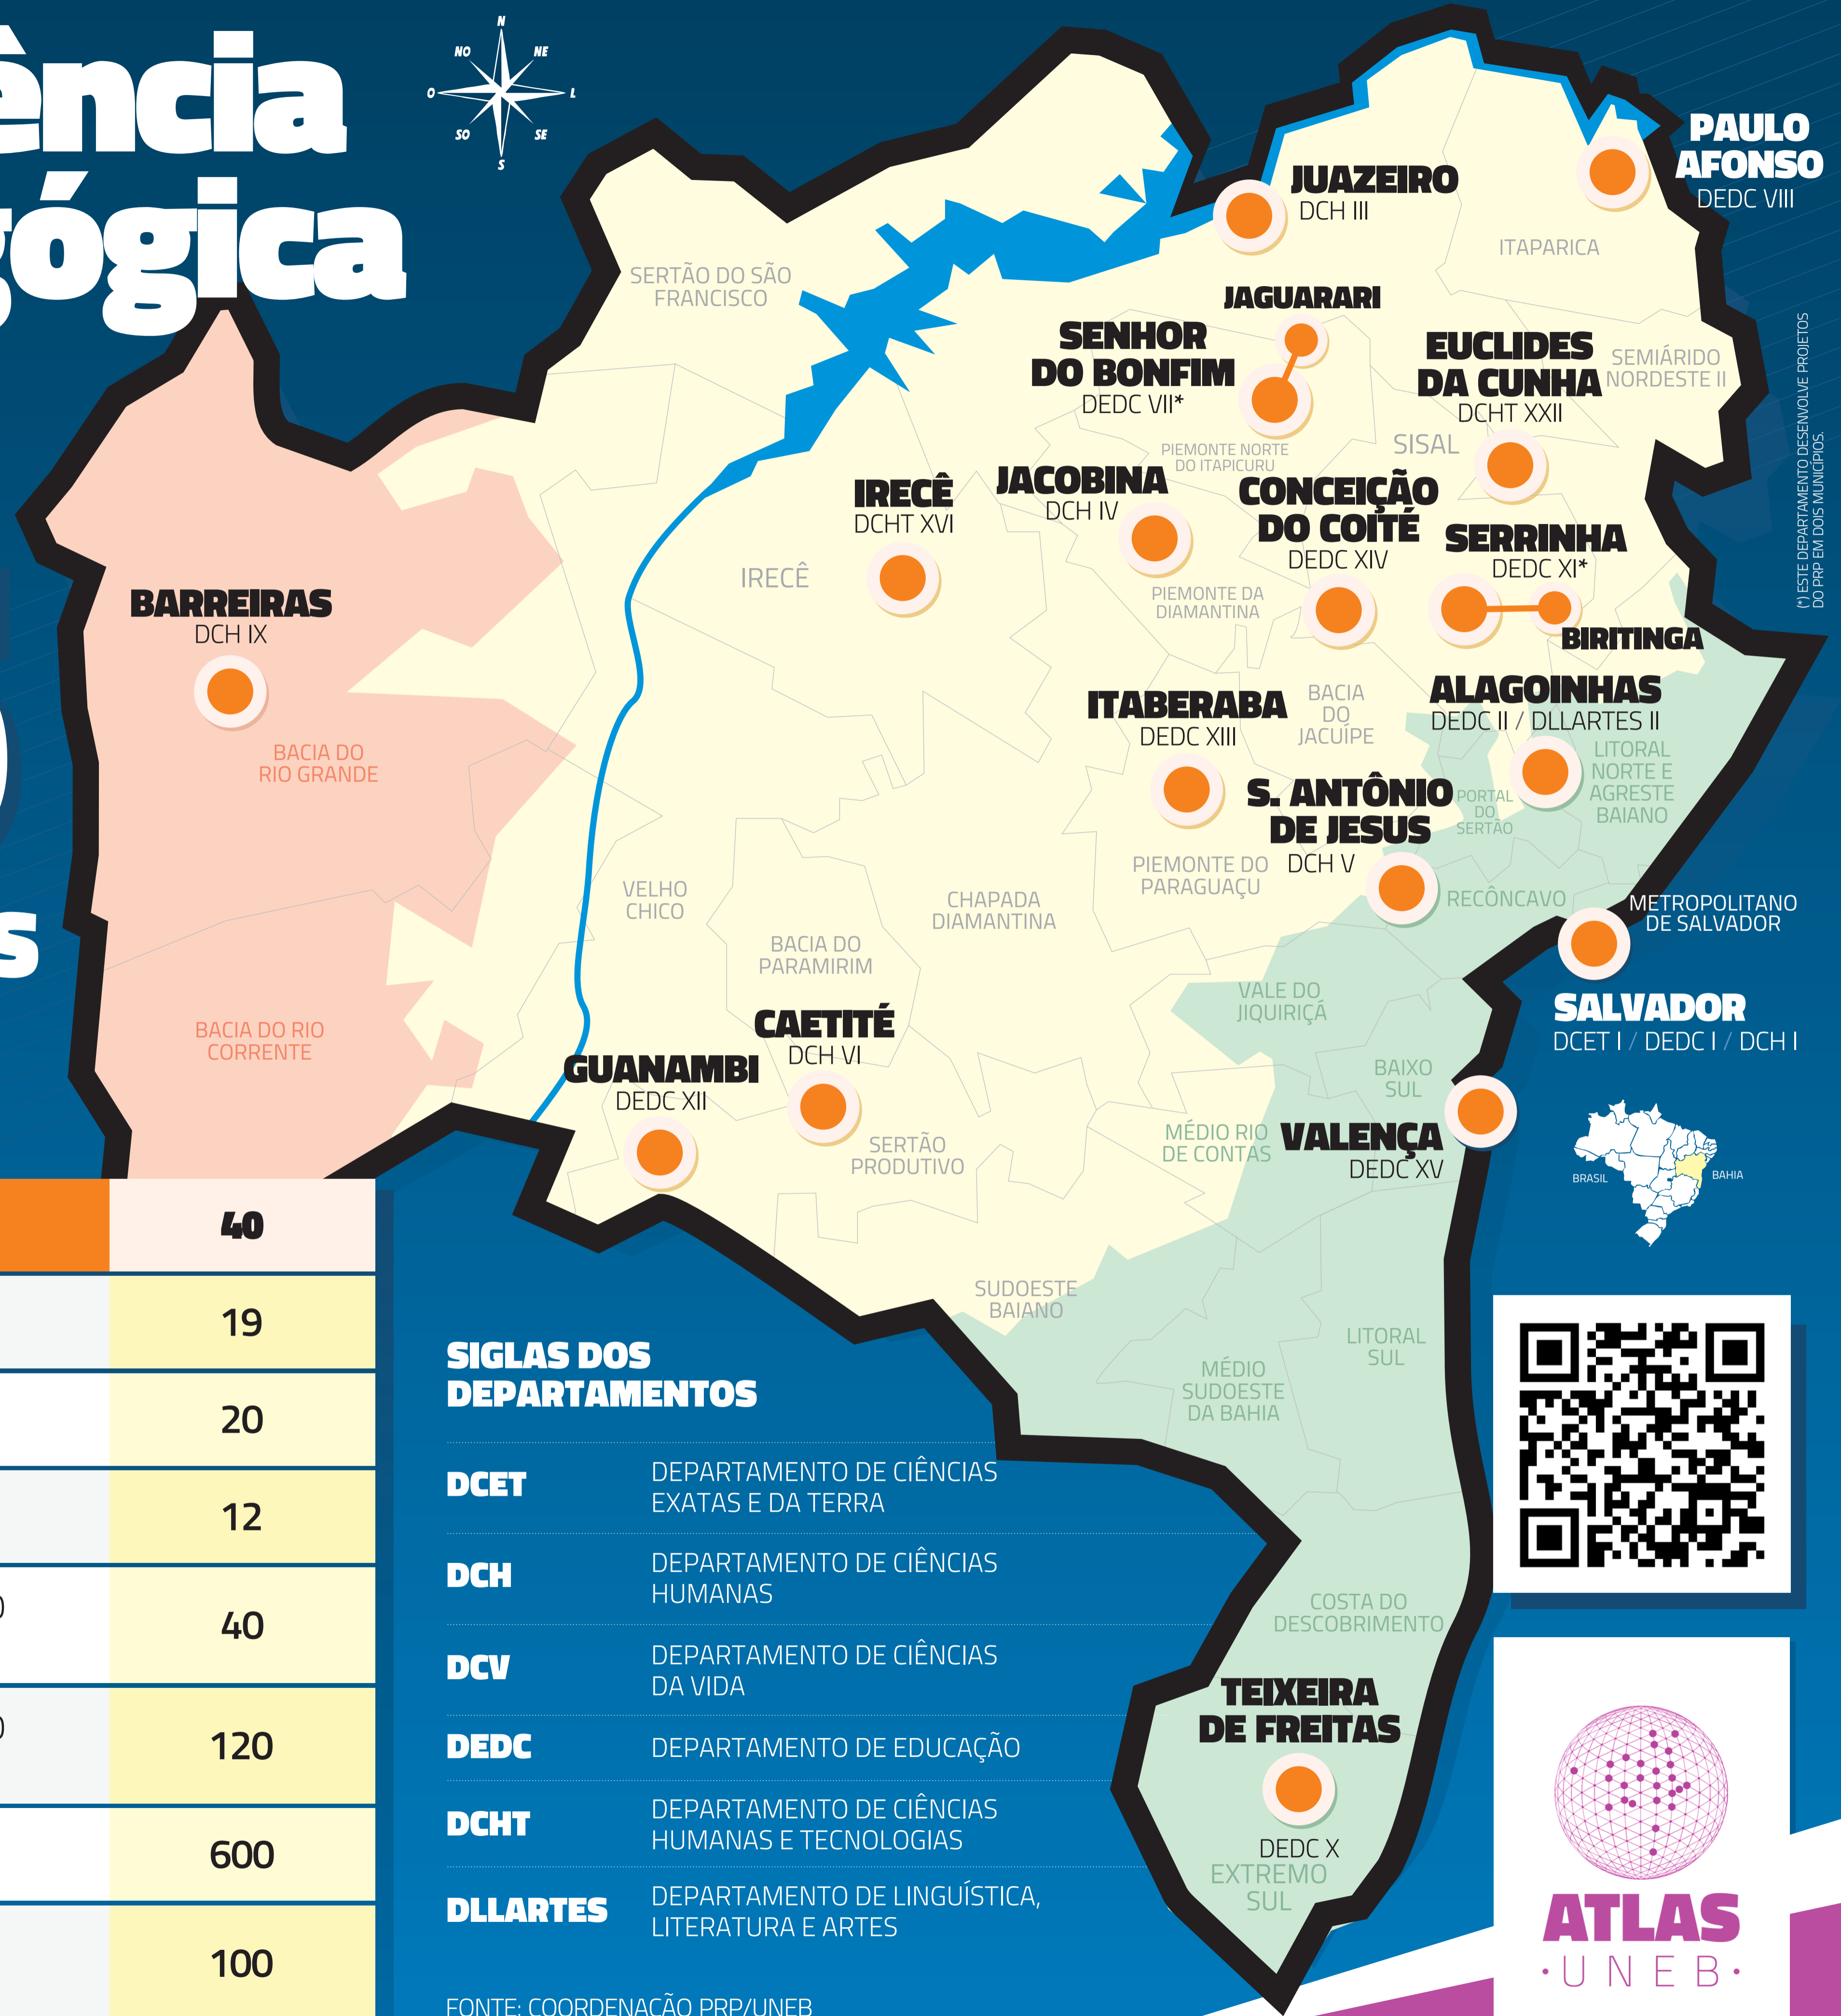 ência
gógica
s
N
NO
NE
O
L
SO
SE
S
PAULO
AFONSO
DEDC VIII
JUAZEIRO
DCH III
ITAPARICA
SERTÃO DO SÃO
FRANCISCO
JAGUARARI
SENHOR
DO BONFIM
DEDC VII*
EUCLIDES
DA CUNHA
DCHT XXII
SEMIÁRIDO
NORDESTE II
(*) ESTE DEPARTAMENTO DESENVOLVE PROJETOS
DO PRP EM DOIS MUNICÍPIOS.
SISAL
PIEMONTE NORTE
DO ITAPICURU
IRECÊ
DCHT XVI
JACOBINA
DCH IV
CONCEIÇÃO
DO COITÉ
DEDC XIV
SERRINHA
DEDC XI*
IRECÊ
PIEMONTE DA
DIAMANTINA
BIRITINGA
BARREIRAS
DCH IX
ITABERABA
DEDC XIII
BACIA
DO
JACUÍPE
ALAGOINHAS
DEDC II / DLLARTES II
BACIA DO
RIO GRANDE
LITORAL
NORTE E
AGRESTE
BAIANO
S. ANTÔNIO
DE JESUS
DCH V
PORTAL
DO
SERTÃO
PIEMONTE DO
PARAGUAÇU
VELHO
CHICO
CHAPADA
DIAMANTINA
RECÔNCAVO
METROPOLITANO
DE SALVADOR
BACIA DO
PARAMIRIM
VALE DO
JIQUIRIÇÁ
SALVADOR
DCET I / DEDC I / DCH I
BACIA DO RIO
CORRENTE
CAETITÉ
DCH VI
GUANAMBI
DEDC XII
BAIXO
SUL
SERTÃO
PRODUTIVO
MÉDIO RIO
DE CONTAS
VALENÇA
DEDC XV
BRASIL
BAHIA
SUDOESTE
BAIANO
LITORAL
SUL
MÉDIO
SUDOESTE
DA BAHIA
COSTA DO
DESCOBRIMENTO
TEIXEIRA
DE FREITAS
DEDC X
EXTREMO
SUL
40
19
20
12
40
120
600
100
SIGLAS DOS
DEPARTAMENTOS
DCET
DEPARTAMENTO DE CIÊNCIAS
EXATAS E DA TERRA
DCH
DEPARTAMENTO DE CIÊNCIAS
HUMANAS
DCV
DEPARTAMENTO DE CIÊNCIAS
DA VIDA
DEDC
DEPARTAMENTO DE EDUCAÇÃO
DCHT
DEPARTAMENTO DE CIÊNCIAS
HUMANAS E TECNOLOGIAS
DLLARTES
DEPARTAMENTO DE LINGUÍSTICA,
LITERATURA E ARTES
FONTE: COORDENAÇÃO PRP/UNEB
ATLAS
· U N E B ·